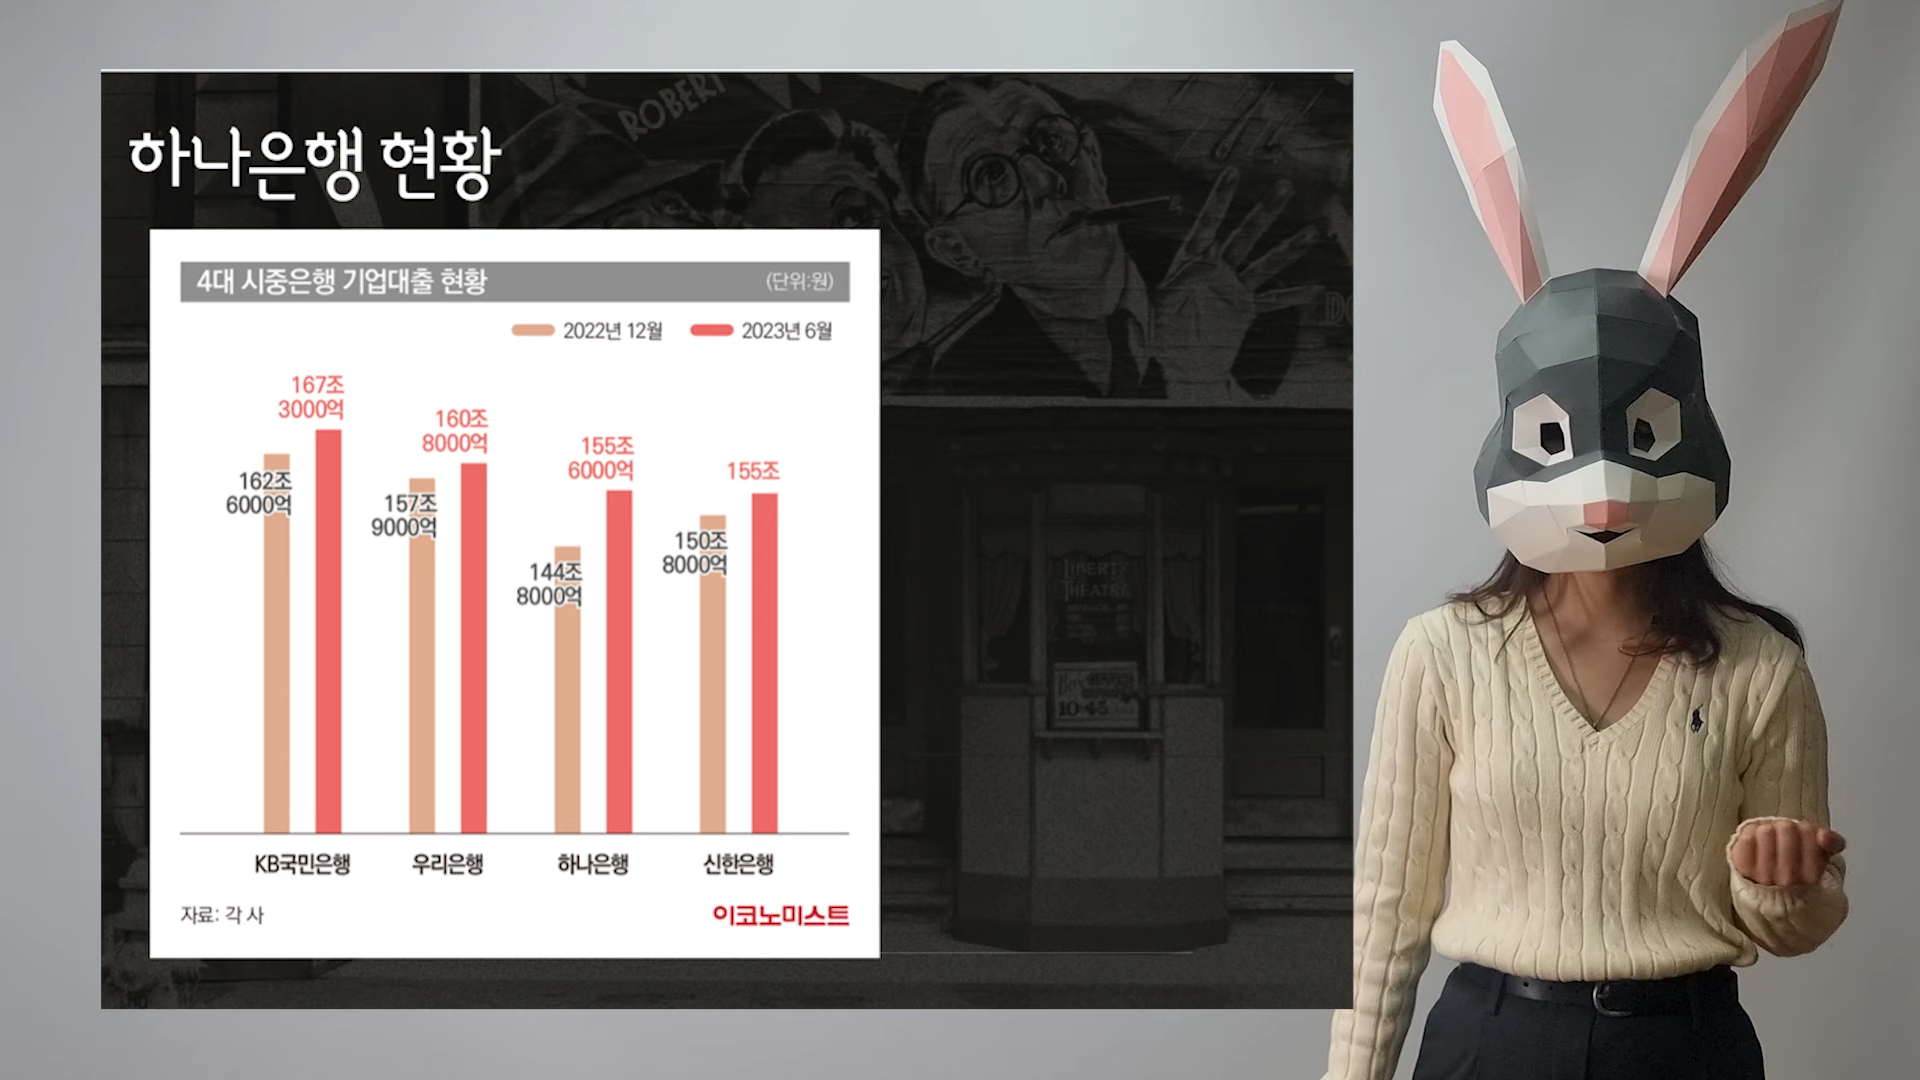 하나은행 현황
4대 시중은행 기업대출 현황
(단위:원)
2022년 12월
2023년 6월
162조
6000억
167조
3000억
157조
9000억
160조
8000억
144조
8000억
155조
6000억
150조
8000억
155조
KB국민은행
우리은행
하나은행
신한은행
자료: 각 사
이코노미스트
ROBERT
LIBERTY
THEATRE
10-45